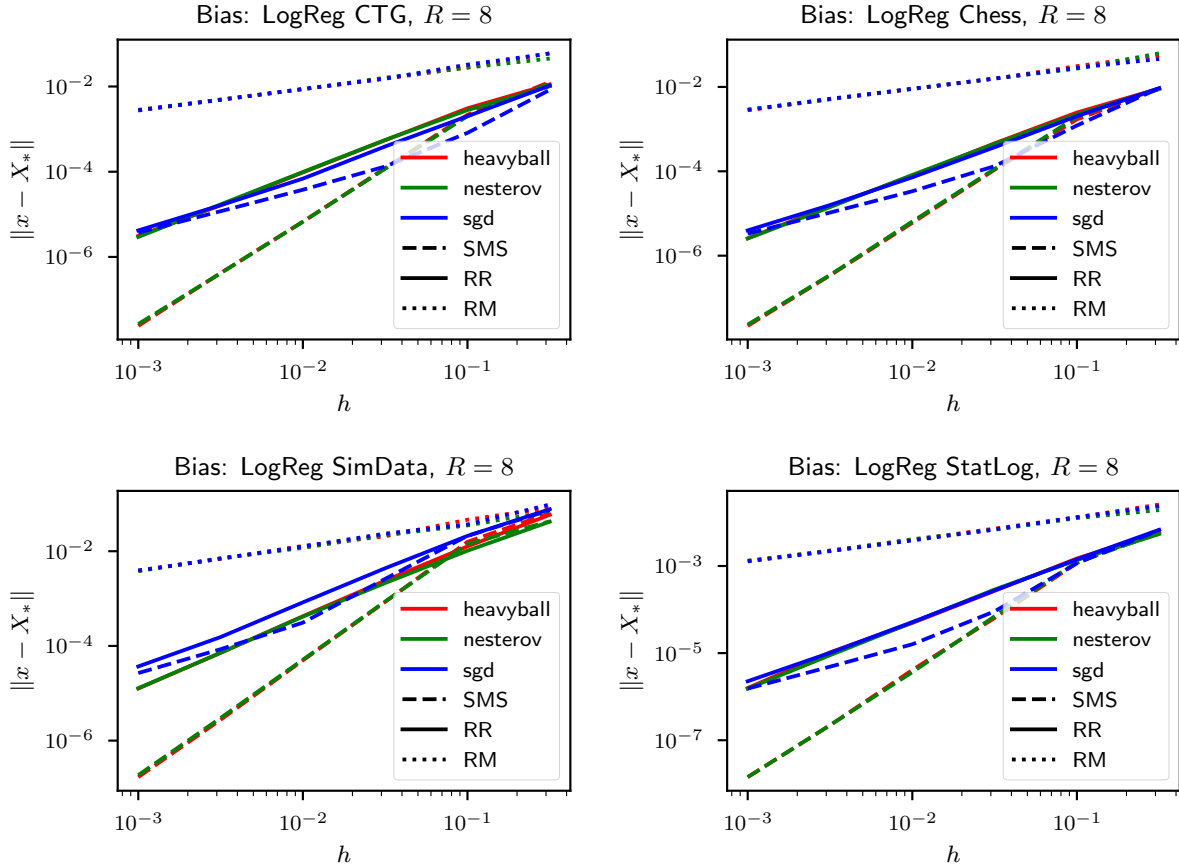 Bias: LogReg CTG, R = 8
‖x − X*‖
10⁻²
10⁻⁴
10⁻⁶
heavyball
nesterov
sgd
SMS
RR
RM
10⁻³
10⁻²
10⁻¹
h
Bias: LogReg Chess, R = 8
‖x − X*‖
10⁻²
10⁻⁴
10⁻⁶
heavyball
nesterov
sgd
SMS
RR
RM
10⁻³
10⁻²
10⁻¹
h
Bias: LogReg SimData, R = 8
‖x − X*‖
10⁻²
10⁻⁴
10⁻⁶
heavyball
nesterov
sgd
SMS
RR
RM
10⁻³
10⁻²
10⁻¹
h
Bias: LogReg StatLog, R = 8
‖x − X*‖
10⁻³
10⁻⁵
10⁻⁷
heavyball
nesterov
sgd
SMS
RR
RM
10⁻³
10⁻²
10⁻¹
h